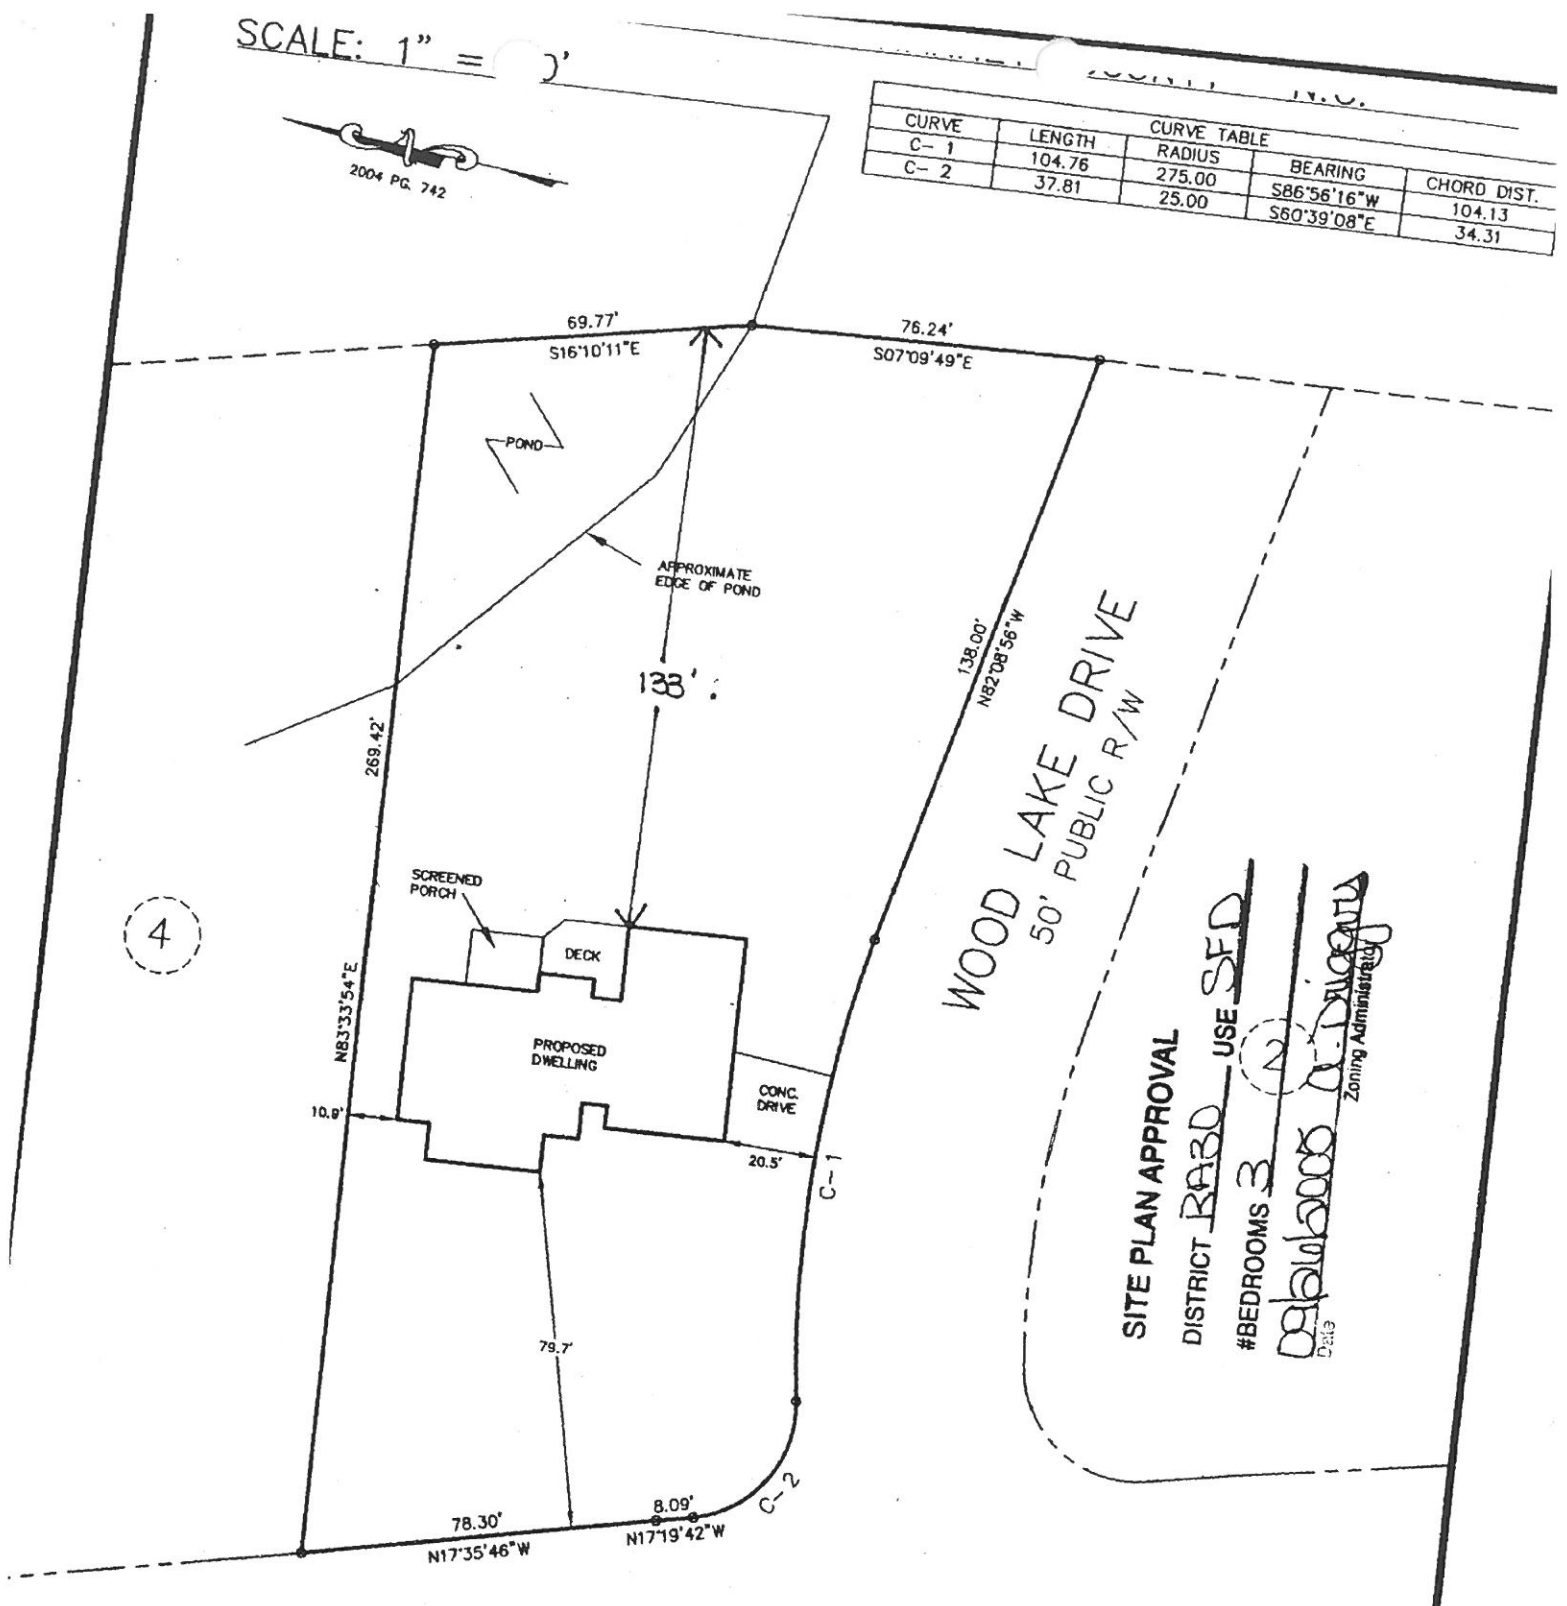 SCALE: 1" =
2004 PG. 742
N.C.
CURVE TABLE
CURVE LENGTH RADIUS BEARING CHORD DIST.
C- 1 104.76 275.00 S86°56'16"W 104.13
C- 2 37.81 25.00 S60°39'08"E 34.31
69.77'
S16°10'11"E
76.24'
S07°09'49"E
POND
APPROXIMATE
EDGE OF POND
138.00'
N82°08'56"W
133'
269.42'
N83°33'54"E
WOOD LAKE DRIVE
50' PUBLIC R/W
SCREENED
PORCH
DECK
4
PROPOSED
DWELLING
CONC.
DRIVE
10.9'
20.5'
C-1
79.7'
2
SITE PLAN APPROVAL
DISTRICT RA30 USE SFD
#BEDROOMS 3
Date
Zoning Administrator
C-2
78.30'
N17°35'46"W
8.09'
N17°19'42"W